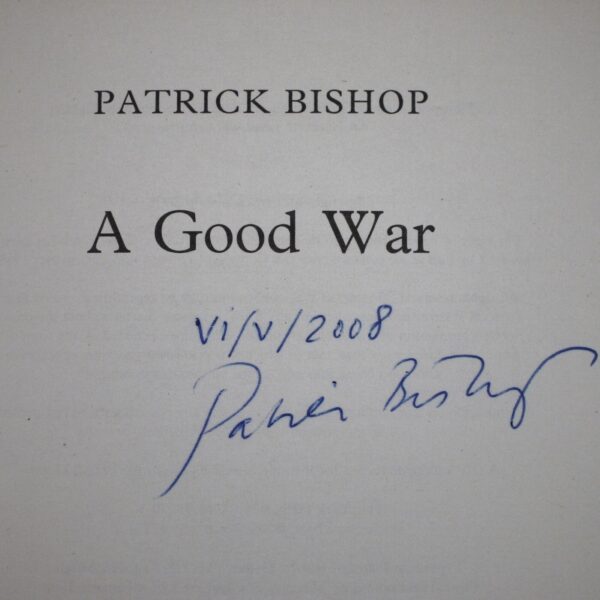 PATRICK BISHOP
A Good War
vi/v/2008
Patrick Bishop